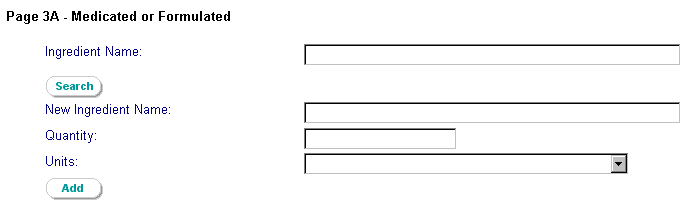 Page 3A - Medicated or Formulated
Ingredient Name:
Search
New Ingredient Name:
Quantity:
Units:
Add